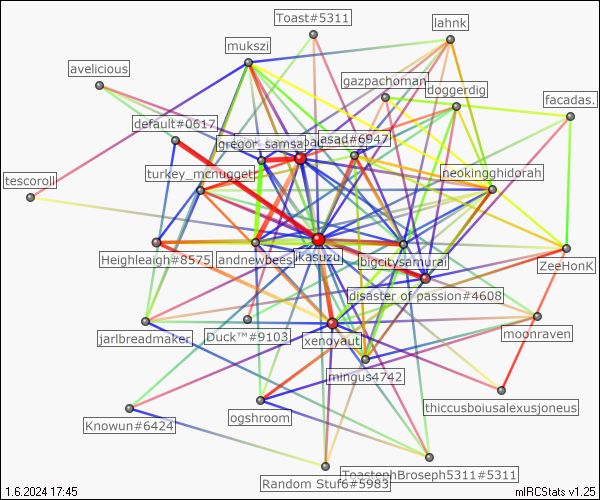 Toast#5311
lahnk
mukszi
avelicious
gazpachoman
doggerdig
facadas.
default#0617
gregor_samsa
asad#6947
turkey_mcnugget
neokingghidorah
tescoroll
Heighleaigh#8575
andnewbees
ikasuzu
bigcitysamurai
ZeeHonK
disaster of passion#4608
jarlbreadmaker
Duck™#9103
xenoyaut
moonraven
mingus4742
thiccusboiusalexusjoneus
Knowun#6424
ogshroom
ToastephBroseph5311#5311
Random Stuf6#5983
1.6.2024 17:45
mIRCStats v1.25